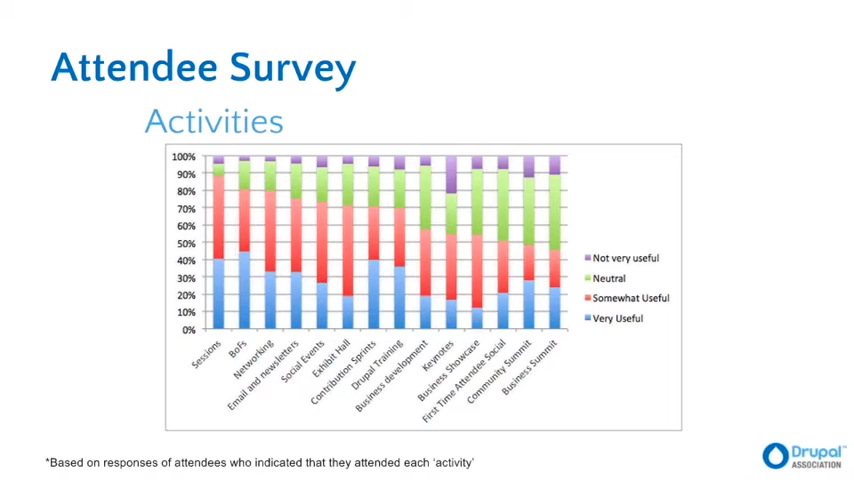 Attendee Survey
Activities
100%
90%
80%
70%
60%
50%
40%
30%
20%
10%
0%
Sessions
BoFs
Networking
Email and newsletters
Social Events
Exhibit Hall
Contribution Sprints
Drupal Training
Business development
Keynotes
Business Showcase
First Time Attendee Social
Community Summit
Business Summit
Not very useful
Neutral
Somewhat Useful
Very Useful
*Based on responses of attendees who indicated that they attended each ‘activity’
Drupal™
ASSOCIATION